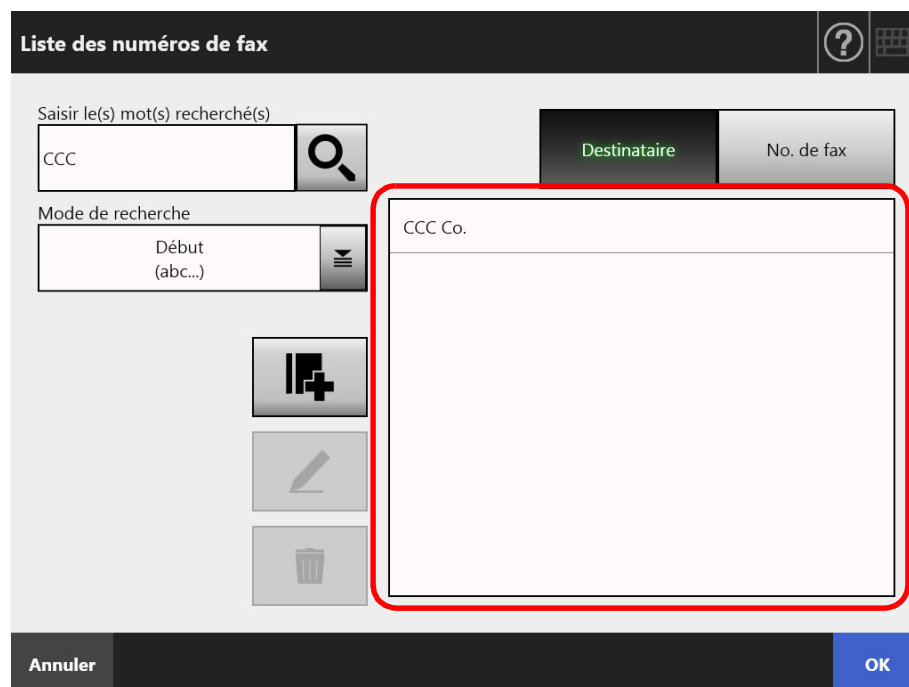 Liste des numéros de fax
?
Saisir le(s) mot(s) recherché(s)
CCC
Destinataire
No. de fax
Mode de recherche
Début
(abc...)
CCC Co.
Annuler
OK